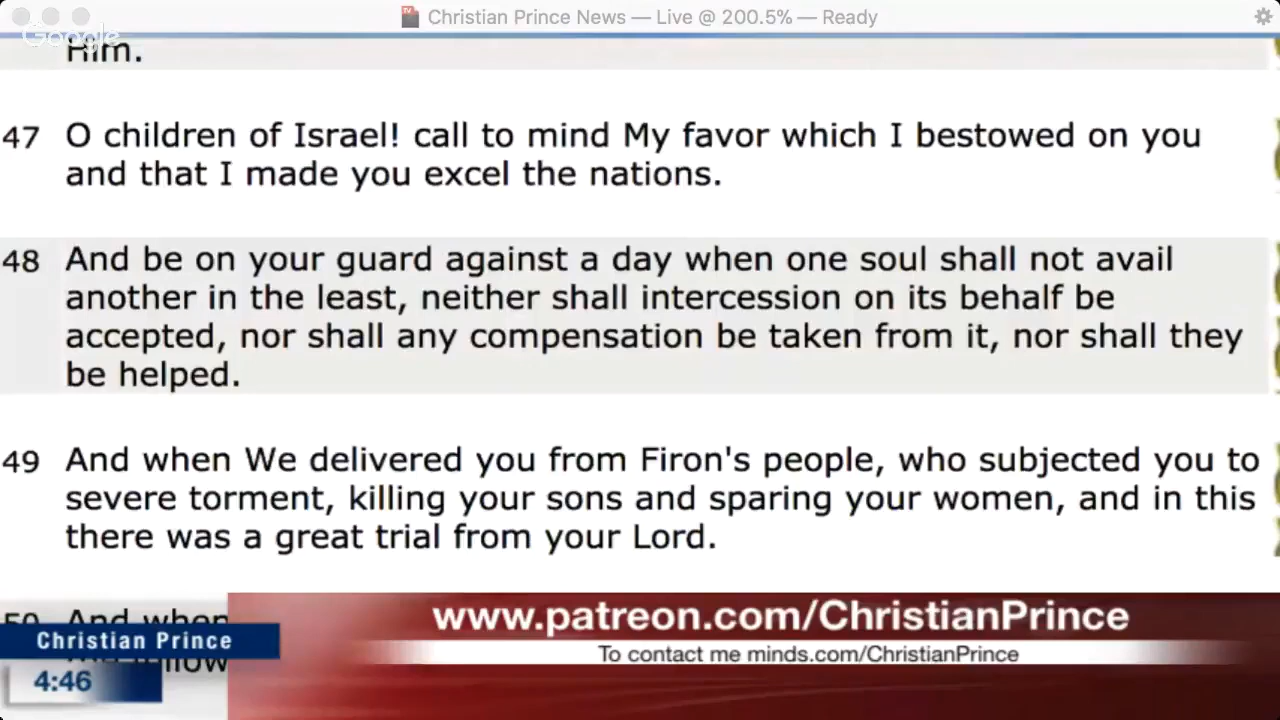 Christian Prince News — Live @ 200.5% — Ready
Google
Him.
47 O children of Israel! call to mind My favor which I bestowed on you
and that I made you excel the nations.
48 And be on your guard against a day when one soul shall not avail
another in the least, neither shall intercession on its behalf be
accepted, nor shall any compensation be taken from it, nor shall they
be helped.
49 And when We delivered you from Firon's people, who subjected you to
severe torment, killing your sons and sparing your women, and in this
there was a great trial from your Lord.
50 And when
www.patreon.com/ChristianPrince
Christian Prince
To contact me minds.com/ChristianPrince
4:46